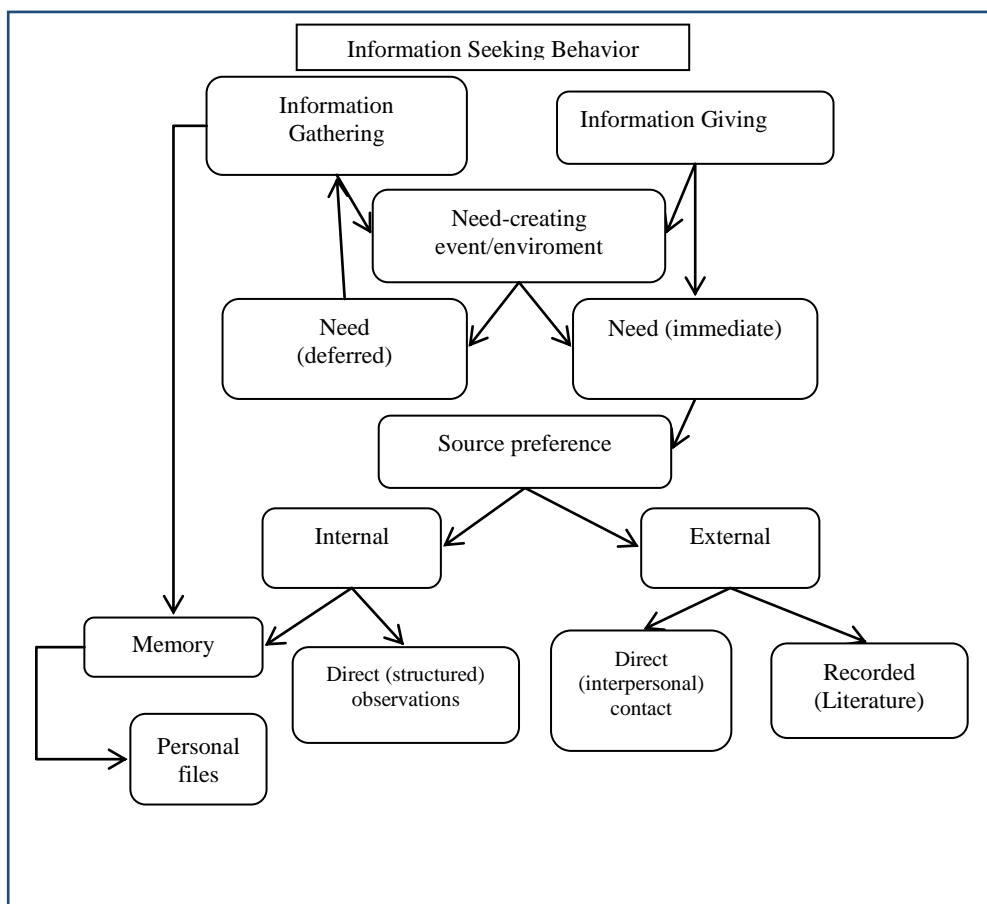 Information Seeking Behavior
Information
Gathering
Information Giving
Need-creating
event/enviroment
Need
(deferred)
Need (immediate)
Source preference
Internal
External
Memory
Direct (structured)
observations
Direct
(interpersonal)
contact
Recorded
(Literature)
Personal
files